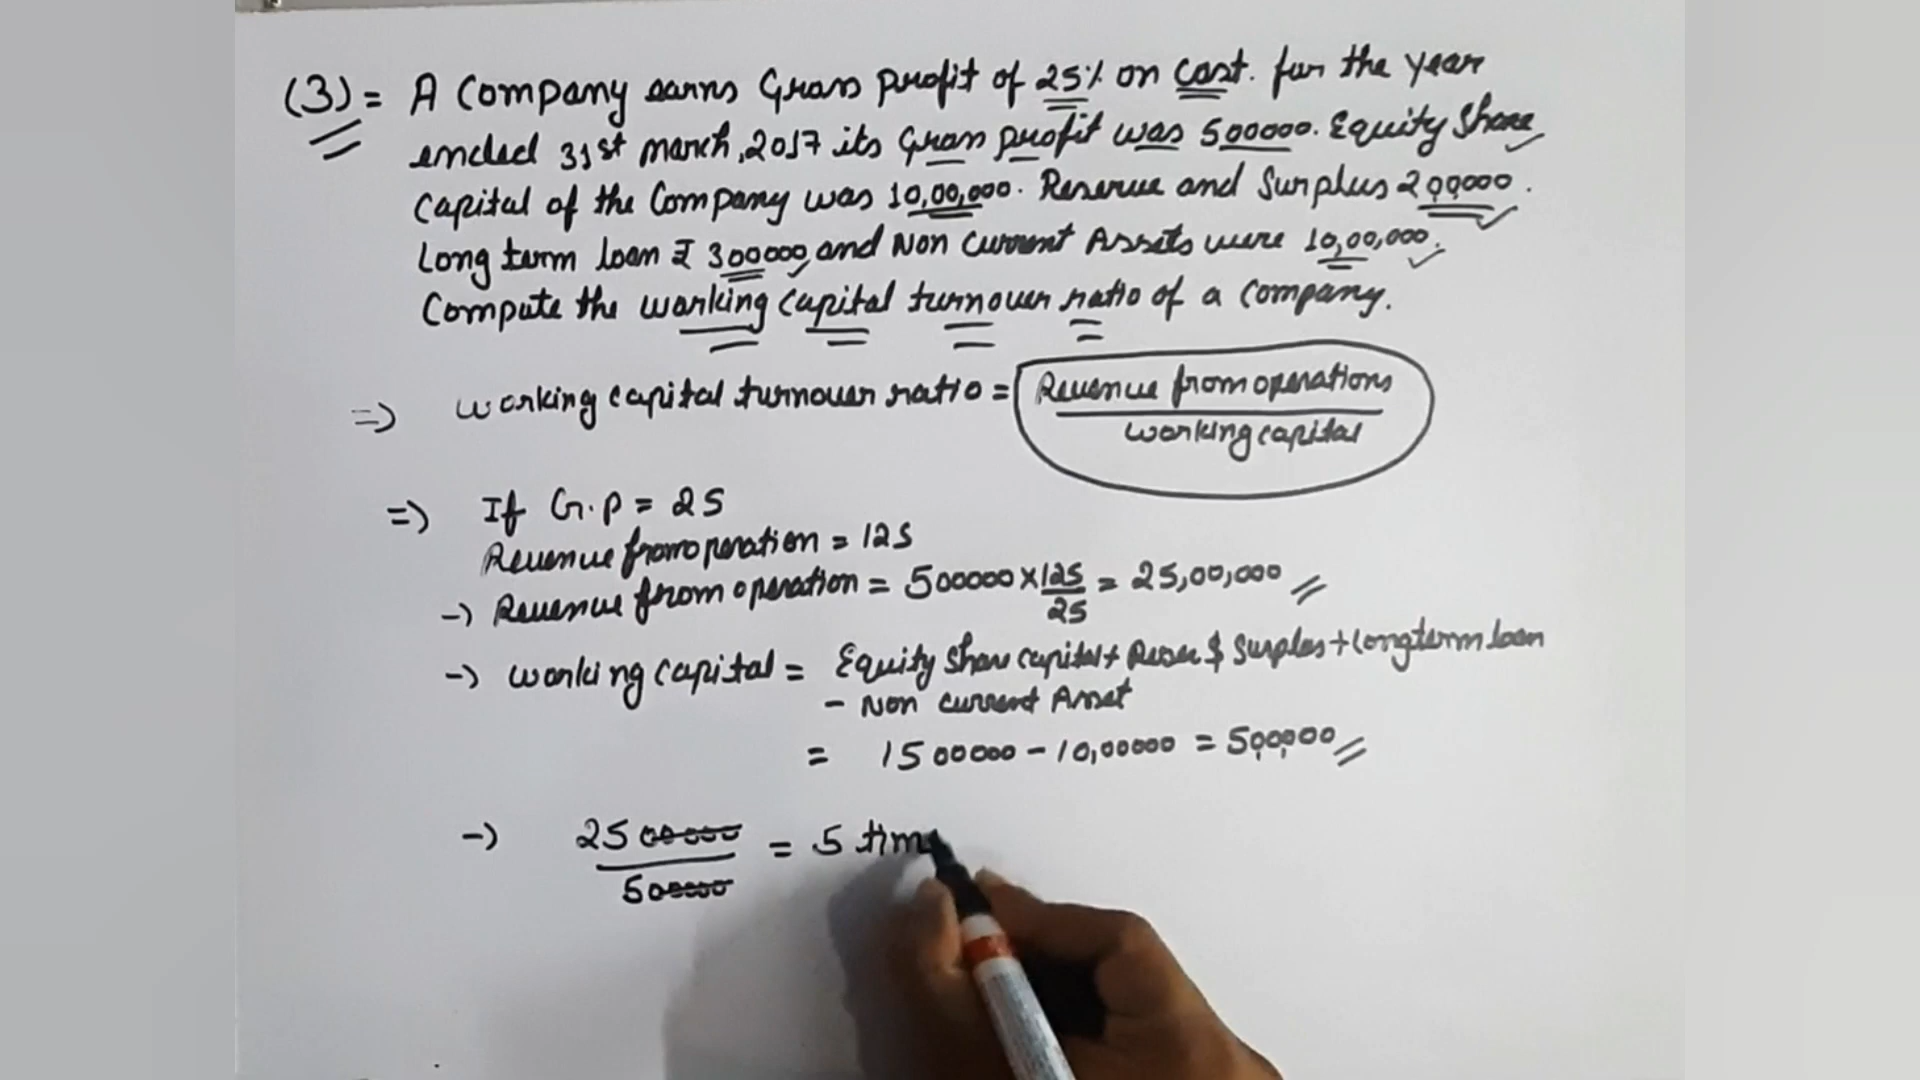 (3) = A Company earns Gross profit of 25% on Cost. for the year
ended 31st march, 2017 its Gross profit was 500000. Equity Share
Capital of the Company was 10,00,000. Reserve and Surplus 200000.
Long term loan ₹ 300000, and Non Current Assets were 10,00,000.
Compute the working capital turnover ratio of a Company.
=> working capital turnover ratio = Revenue from operations
working capital
=> If G.P = 25
Revenue from operation = 125
-> Revenue from operation = 500000 × 125/25 = 25,00,000
-> working capital = Equity Share capital + Reser & Surplus + Longterm loan
- Non current Asset
= 1500000 - 10,00000 = 500000
-> 2500000/500000 = 5 time